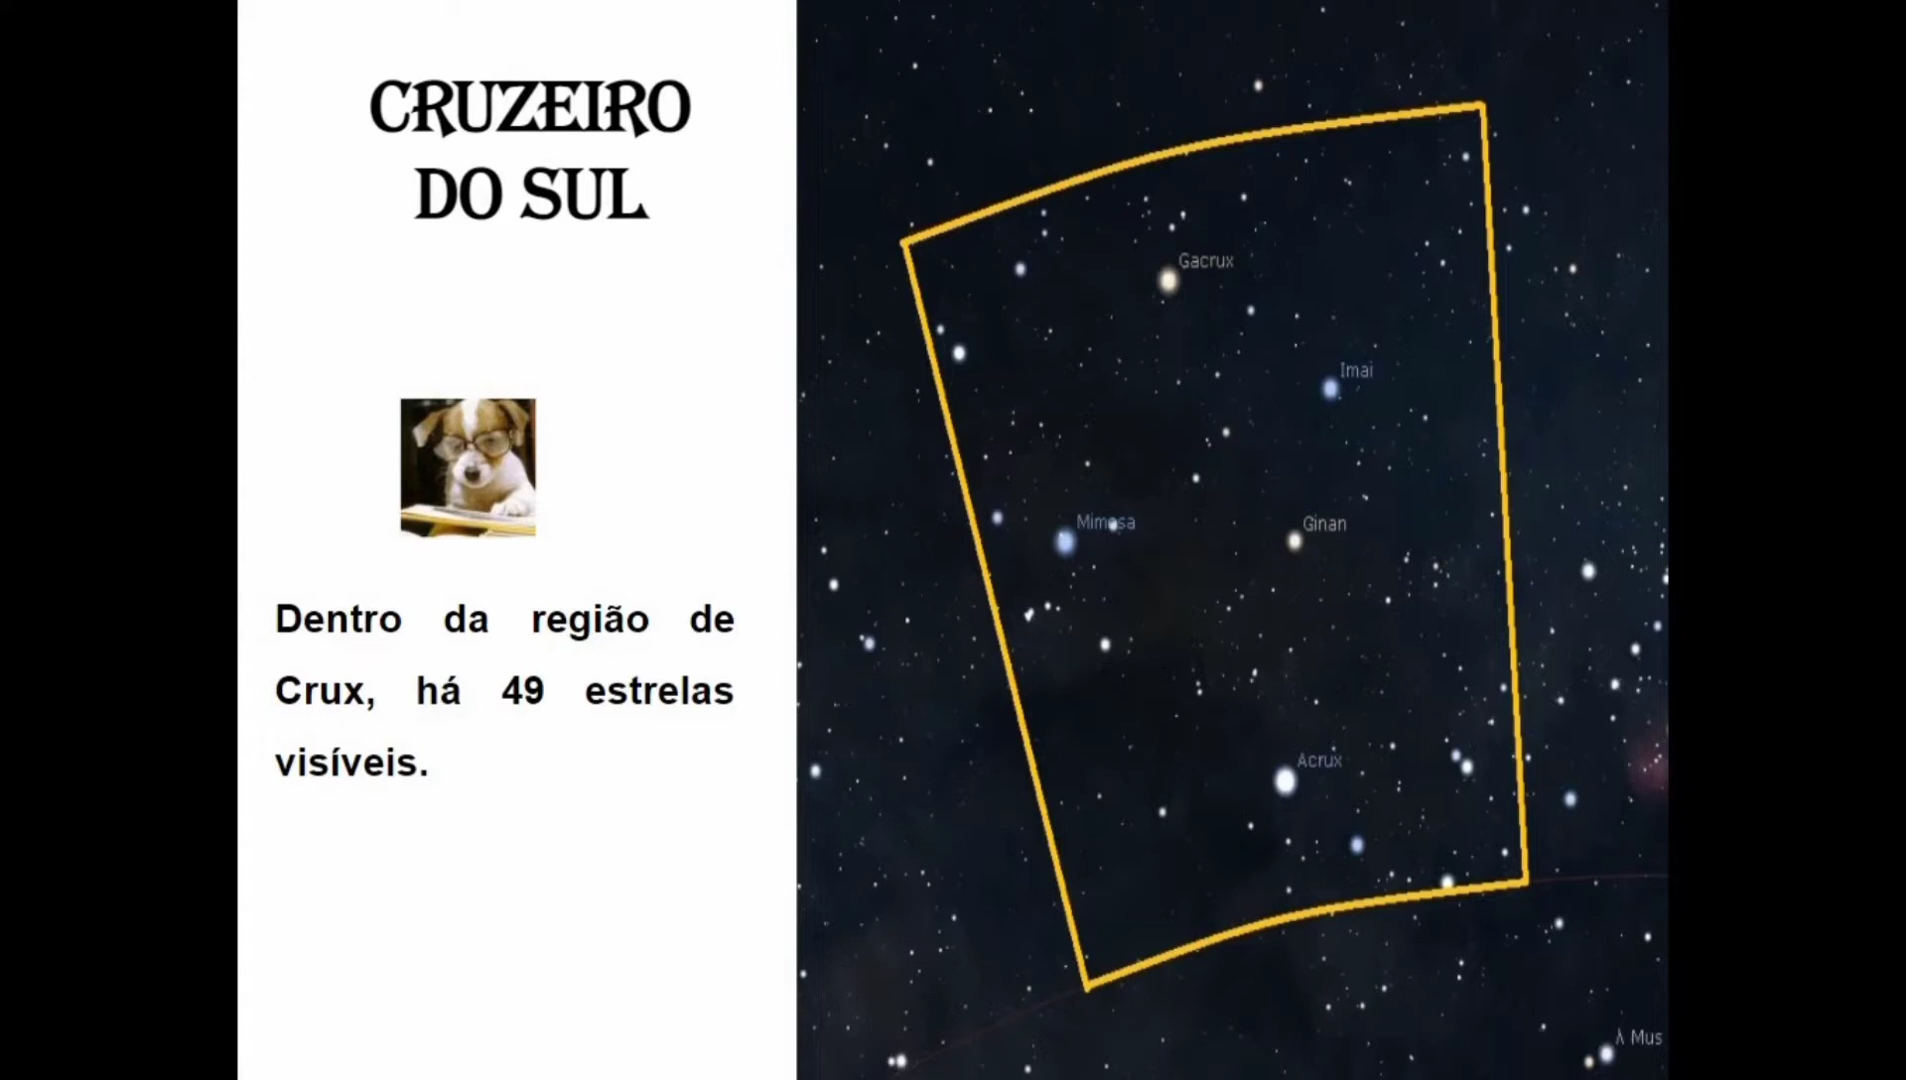 CRUZEIRO
DO SUL
Dentro da região de
Crux, há 49 estrelas
visíveis.
Gacrux
Imai
Mimosa
Ginan
Acrux
λ Mus